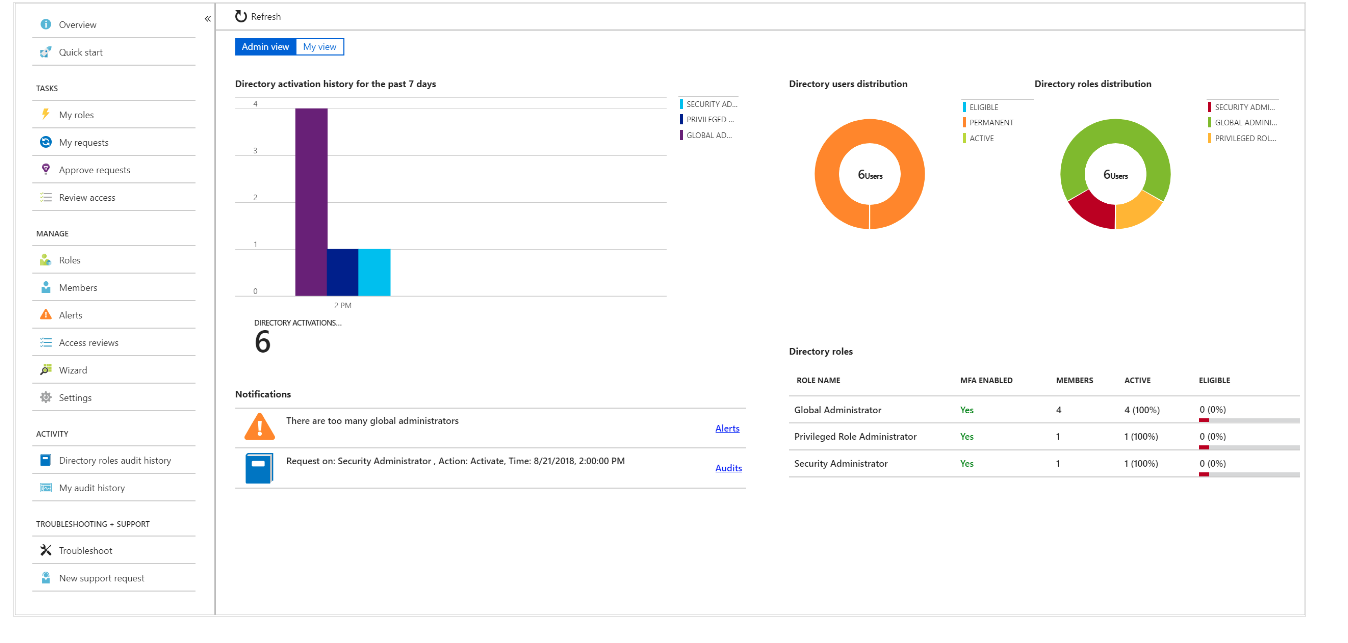 Overview
Quick start
TASKS
My roles
My requests
Approve requests
Review access
MANAGE
Roles
Members
Alerts
Access reviews
Wizard
Settings
ACTIVITY
Directory roles audit history
My audit history
TROUBLESHOOTING + SUPPORT
Troubleshoot
New support request
«
Refresh
Admin view My view
Directory activation history for the past 7 days
4
3
2
1
0
2 PM
SECURITY AD...
PRIVILEGED ...
GLOBAL AD...
DIRECTORY ACTIVATIONS...
6
Notifications
There are too many global administrators
Alerts
Request on: Security Administrator , Action: Activate, Time: 8/21/2018, 2:00:00 PM
Audits
Directory users distribution
6Users
ELIGIBLE
PERMANENT
ACTIVE
Directory roles distribution
6Users
SECURITY ADMI...
GLOBAL ADMINI...
PRIVILEGED ROL...
Directory roles
ROLE NAME MFA ENABLED MEMBERS ACTIVE ELIGIBLE
Global Administrator Yes 4 4 (100%) 0 (0%)
Privileged Role Administrator Yes 1 1 (100%) 0 (0%)
Security Administrator Yes 1 1 (100%) 0 (0%)